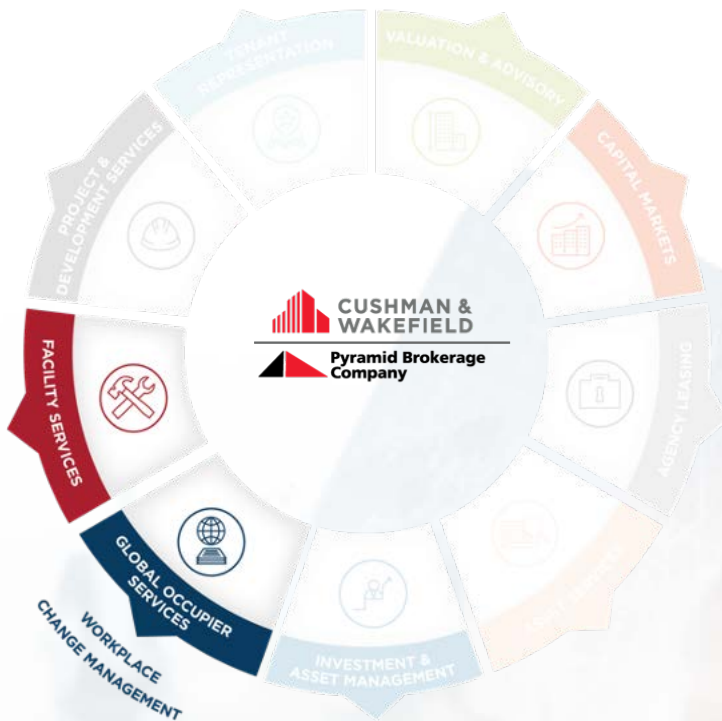 TENANT
REPRESENTATION
VALUATION & ADVISORY
CAPITAL MARKETS
AGENCY LEASING
INVESTMENT &
ASSET MANAGEMENT
GLOBAL OCCUPIER
SERVICES
WORKPLACE
CHANGE MANAGEMENT
FACILITY SERVICES
PROJECT &
DEVELOPMENT SERVICES
CUSHMAN &
WAKEFIELD
Pyramid Brokerage
Company